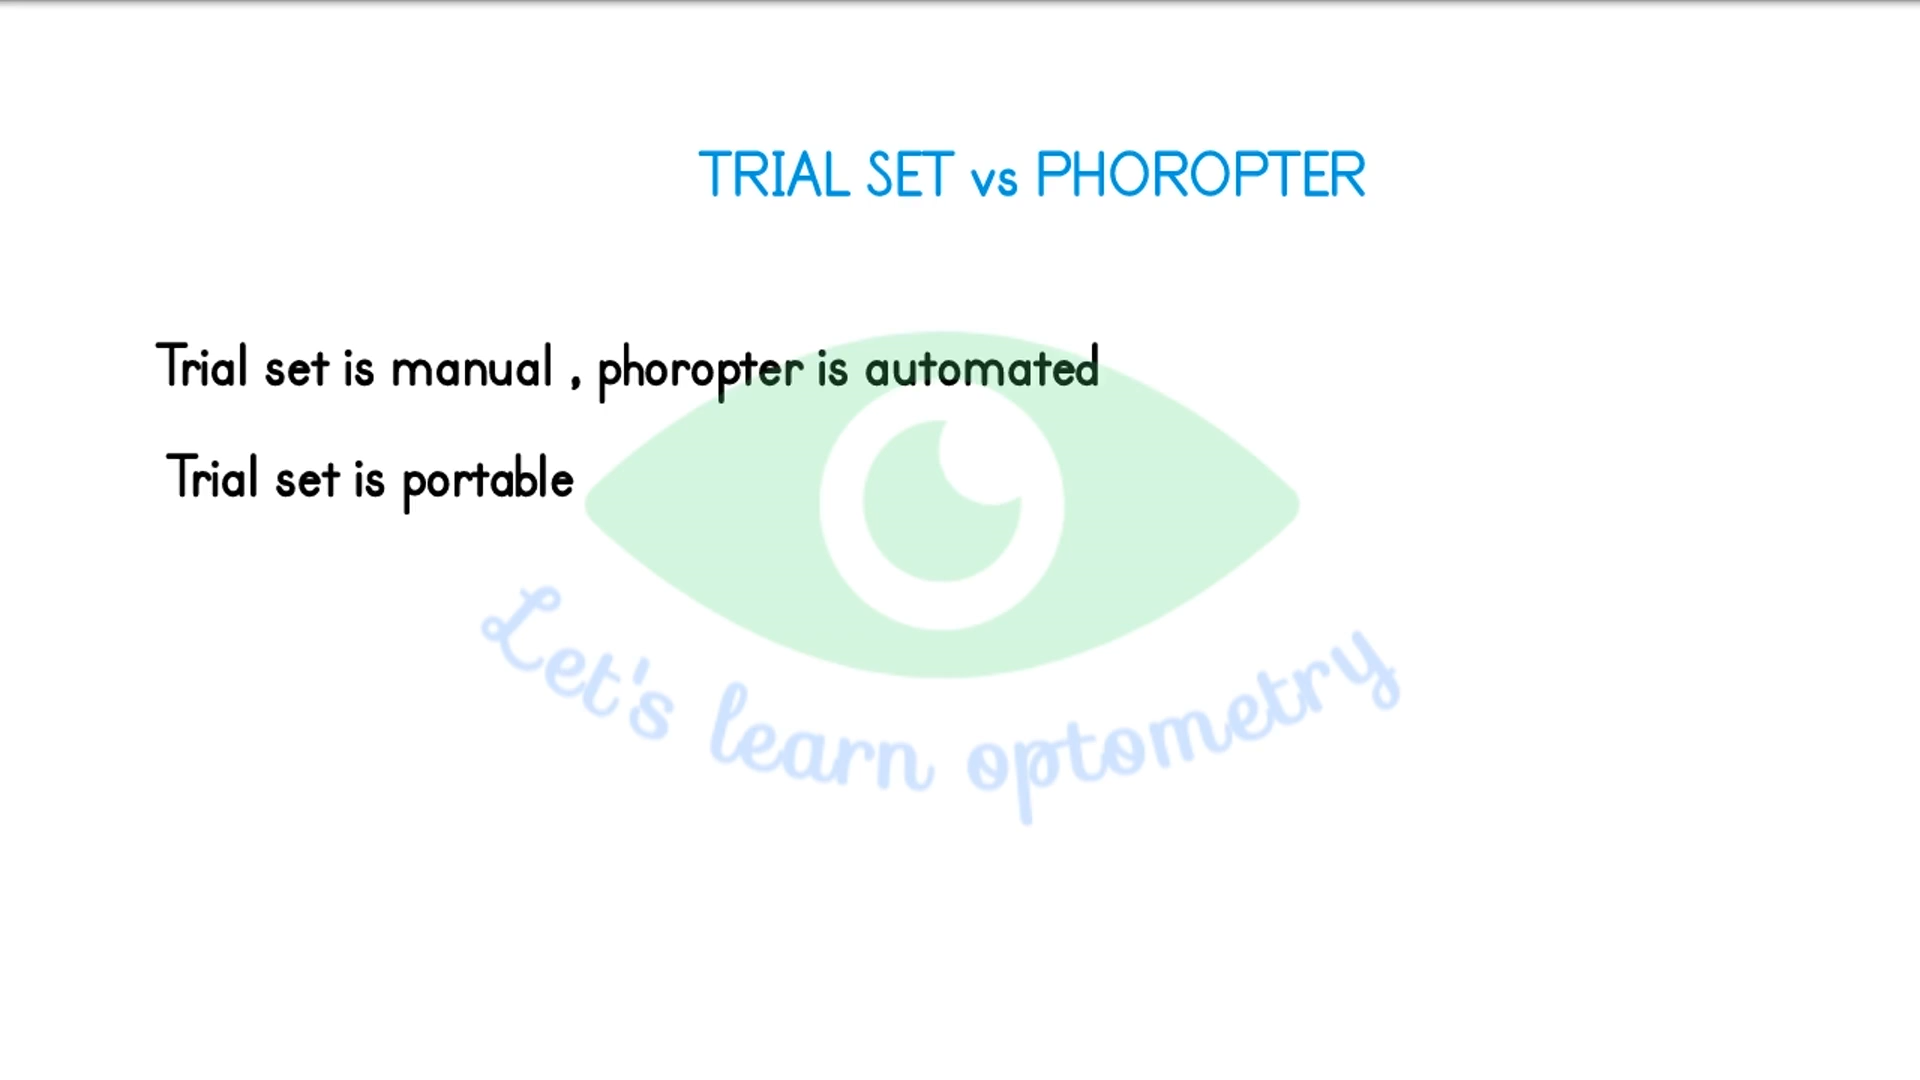 TRIAL SET vs PHOROPTER
Trial set is manual , phoropter is automated
Trial set is portable
Let's learn optometry